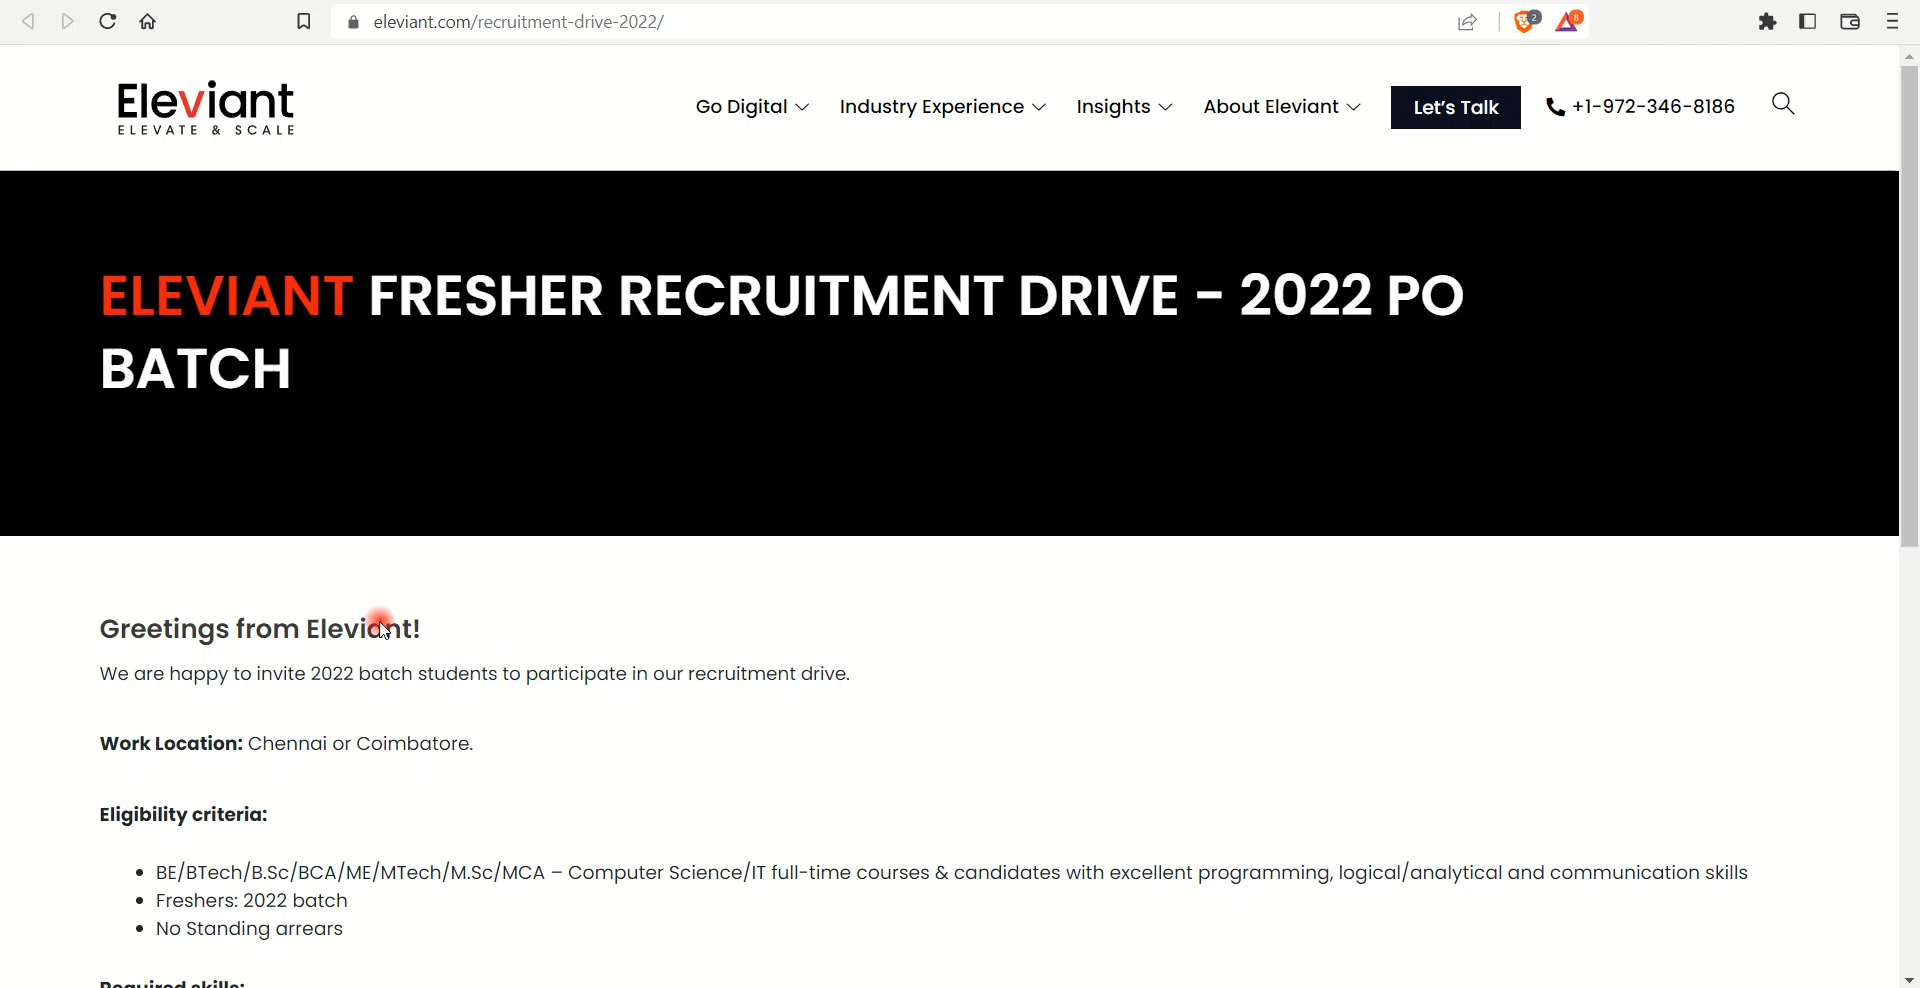 eleviant.com/recruitment-drive-2022/
2
8
Eleviant
ELEVATE & SCALE
Go Digital
Industry Experience
Insights
About Eleviant
Let's Talk
+1-972-346-8186
ELEVIANT FRESHER RECRUITMENT DRIVE - 2022 PO
BATCH
Greetings from Eleviant!
We are happy to invite 2022 batch students to participate in our recruitment drive.
Work Location: Chennai or Coimbatore.
Eligibility criteria:
• BE/BTech/B.Sc/BCA/ME/MTech/M.Sc/MCA – Computer Science/IT full-time courses & candidates with excellent programming, logical/analytical and communication skills
• Freshers: 2022 batch
• No Standing arrears
Required skills: